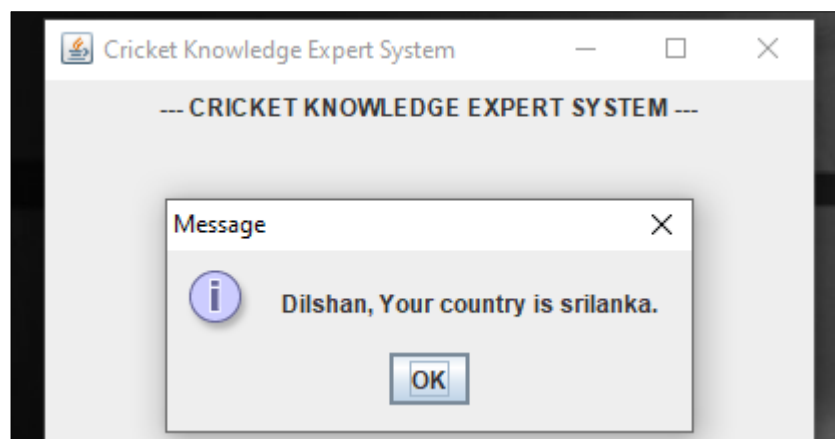 Cricket Knowledge Expert System
--- CRICKET KNOWLEDGE EXPERT SYSTEM ---
Message
Dilshan, Your country is srilanka.
OK